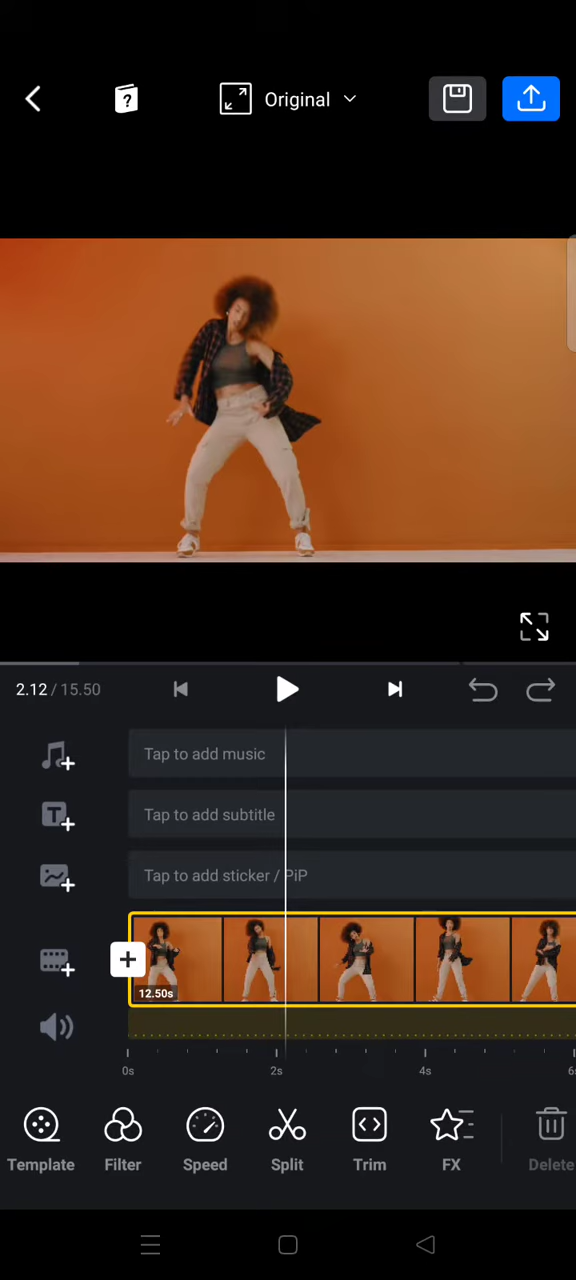 Original
2.12 / 15.50
Tap to add music
Tap to add subtitle
Tap to add sticker / PiP
12.50s
0s 2s 4s 6s
Template Filter Speed Split Trim FX Delete